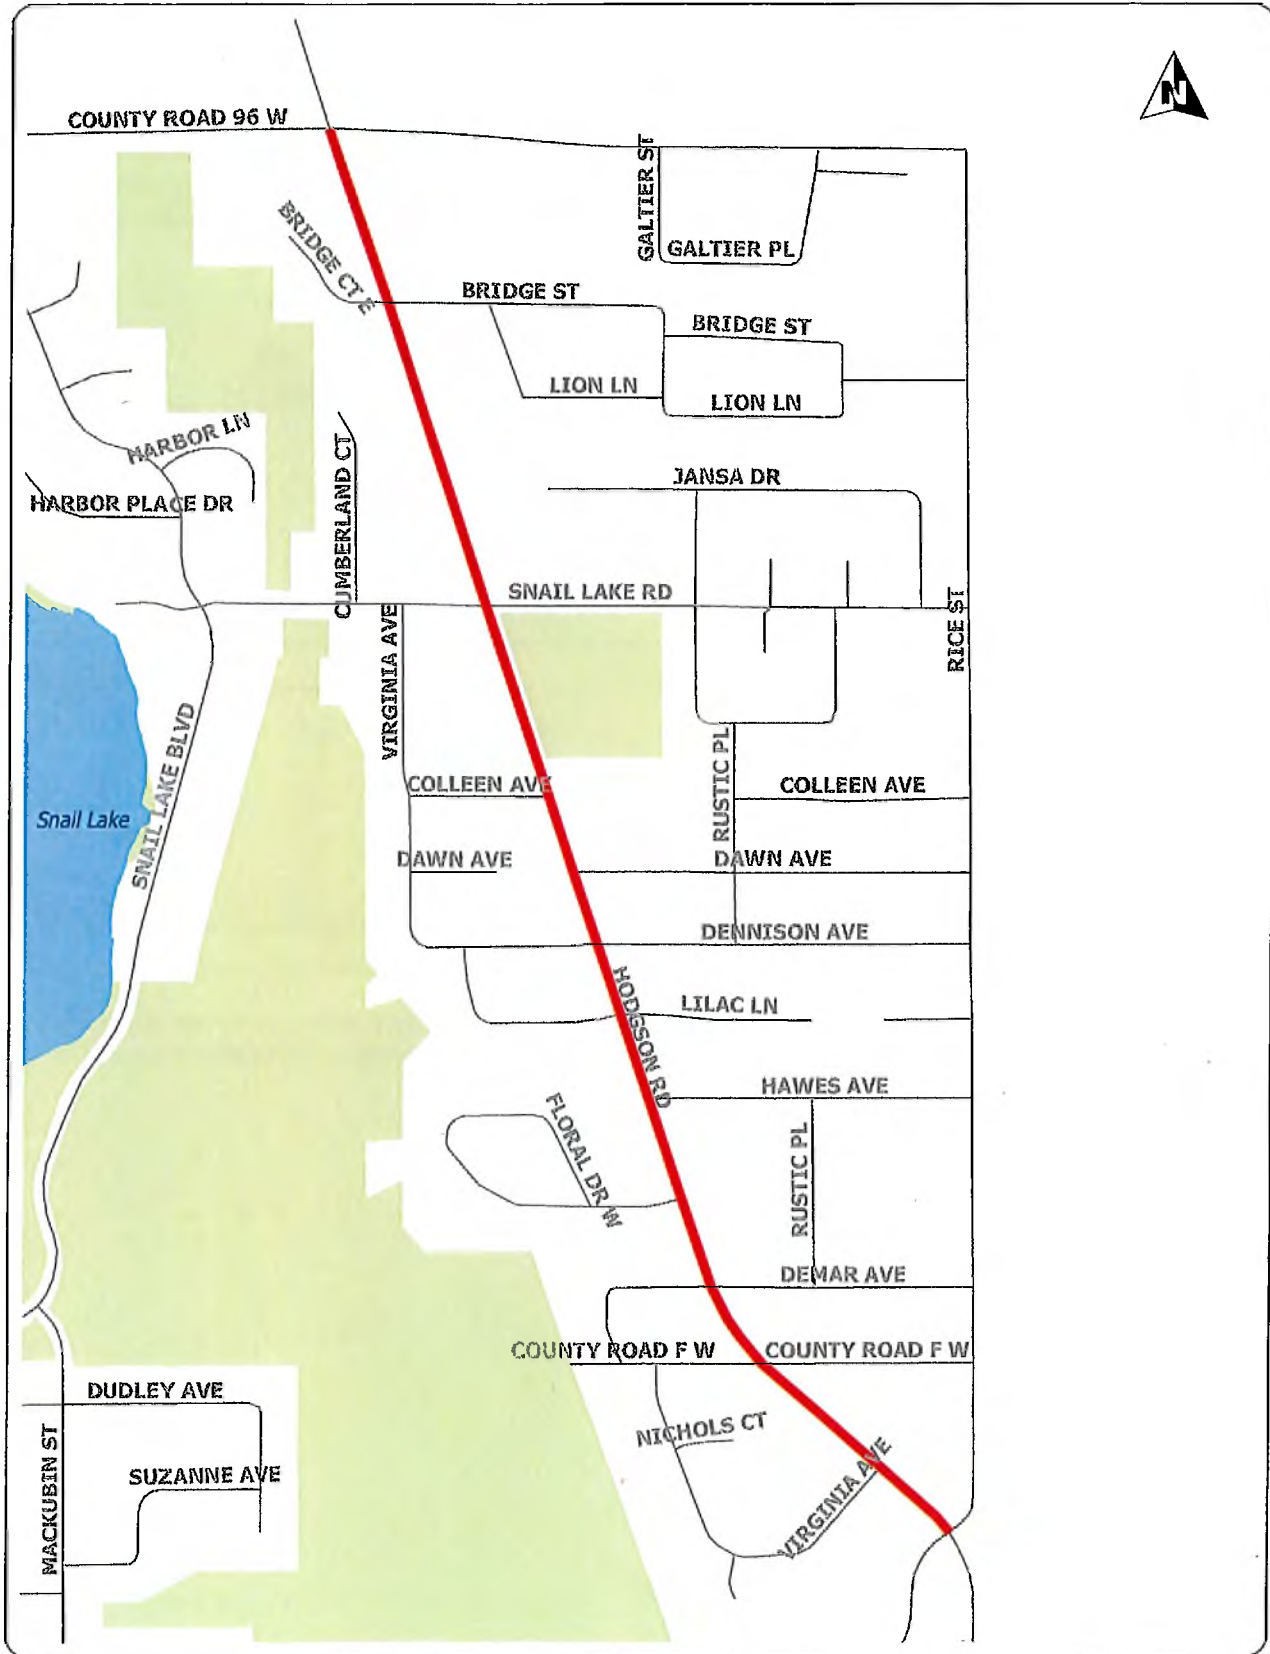 N
COUNTY ROAD 96 W
GALTIER ST
GALTIER PL
BRIDGE CT E
BRIDGE ST
BRIDGE ST
LION LN
LION LN
HARBOR LN
CUMBERLAND CT
JANSA DR
HARBOR PLACE DR
SNAIL LAKE RD
RICE ST
VIRGINIA AVE
SNAIL LAKE BLVD
RUSTIC PL
COLLEEN AVE
COLLEEN AVE
Snail Lake
DAWN AVE
DAWN AVE
DENNISON AVE
HODGSON RD
LILAC LN
HAWES AVE
FLORAL DR W
RUSTIC PL
DEMAR AVE
COUNTY ROAD F W
COUNTY ROAD F W
DUDLEY AVE
NICHOLS CT
MACKUBIN ST
SUZANNE AVE
VIRGINIA AVE